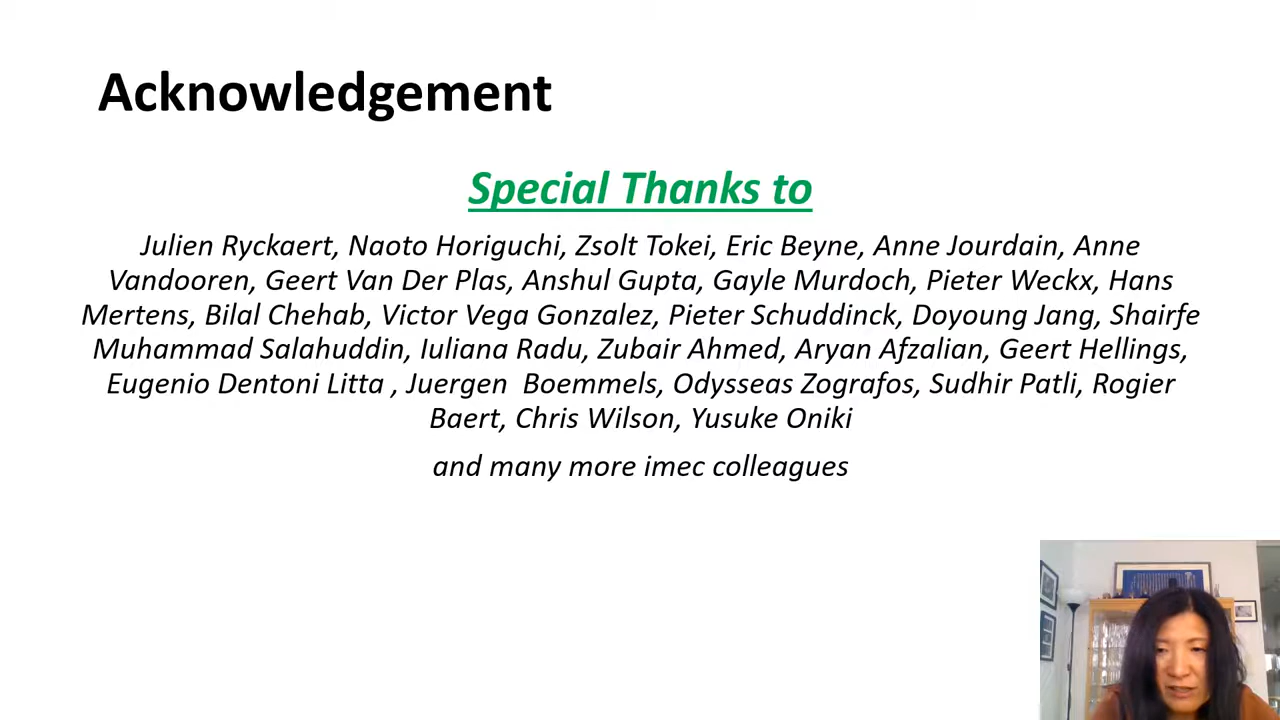 Acknowledgement
Special Thanks to
Julien Ryckaert, Naoto Horiguchi, Zsolt Tokei, Eric Beyne, Anne Jourdain, Anne
Vandooren, Geert Van Der Plas, Anshul Gupta, Gayle Murdoch, Pieter Weckx, Hans
Mertens, Bilal Chehab, Victor Vega Gonzalez, Pieter Schuddinck, Doyoung Jang, Shairfe
Muhammad Salahuddin, Iuliana Radu, Zubair Ahmed, Aryan Afzalian, Geert Hellings,
Eugenio Dentoni Litta , Juergen  Boemmels, Odysseas Zografos, Sudhir Patli, Rogier
Baert, Chris Wilson, Yusuke Oniki
and many more imec colleagues